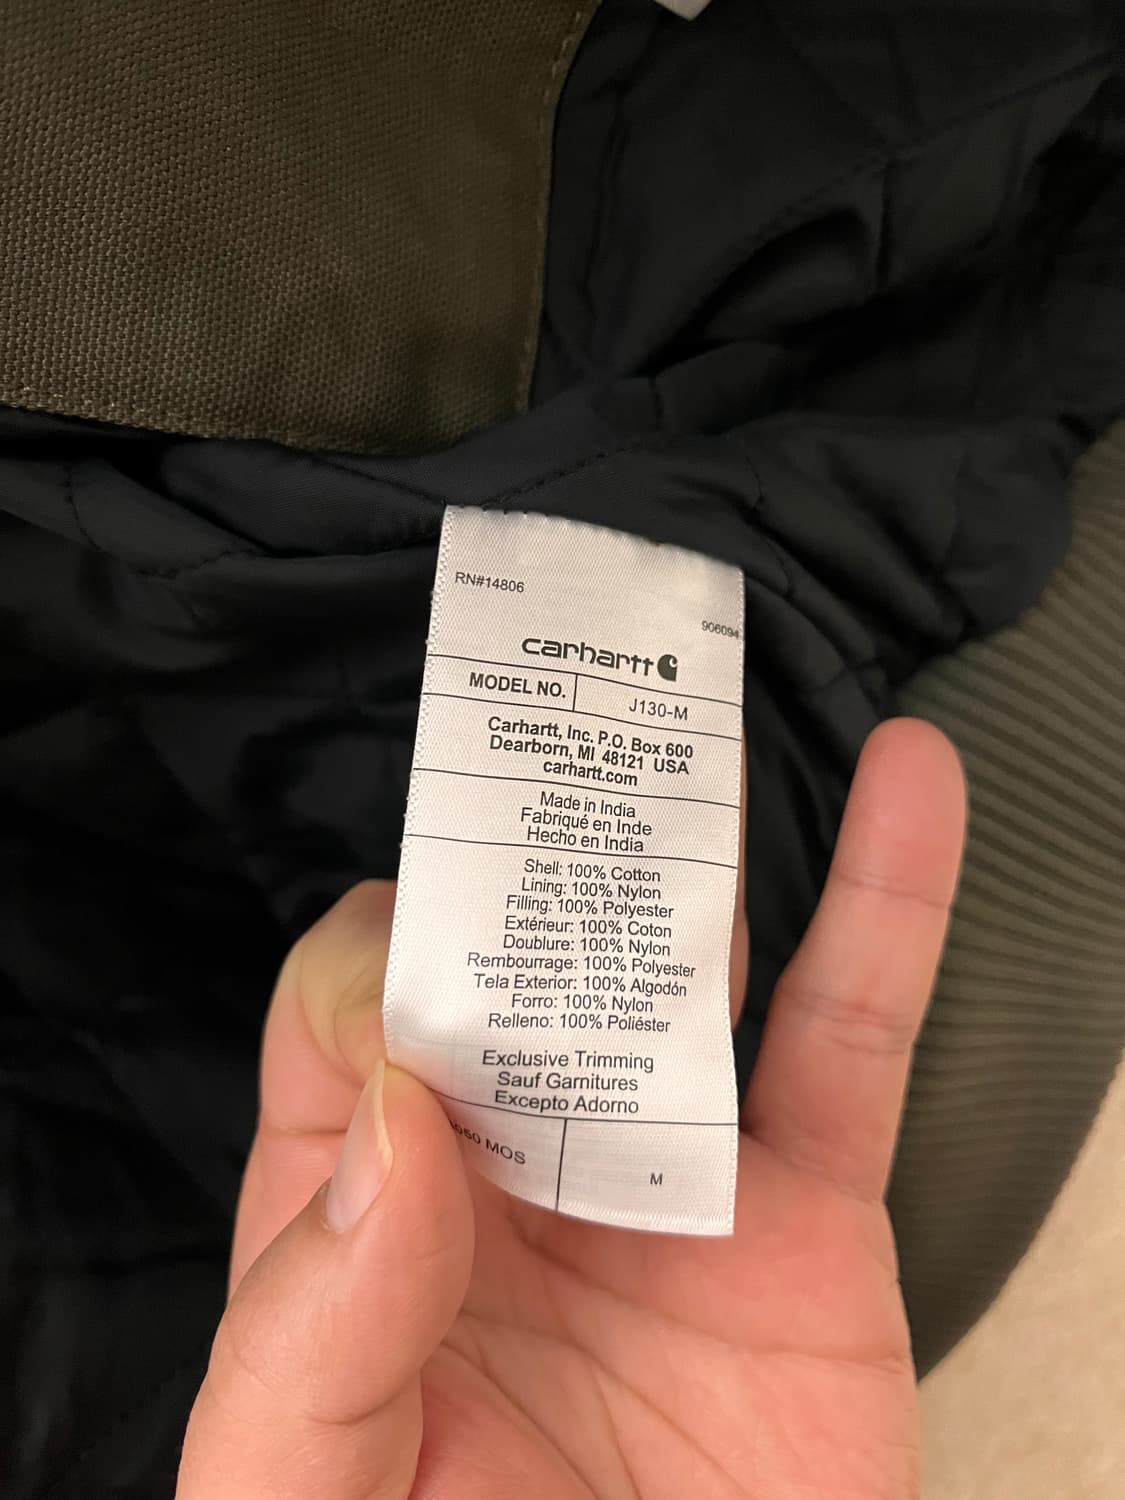 RN#14806
906094
carhartt
MODEL NO. J130-M
Carhartt, Inc. P.O. Box 600
Dearborn, MI 48121 USA
carhartt.com
Made in India
Fabriqué en Inde
Hecho en India
Shell: 100% Cotton
Lining: 100% Nylon
Filling: 100% Polyester
Extérieur: 100% Coton
Doublure: 100% Nylon
Rembourrage: 100% Polyester
Tela Exterior: 100% Algodón
Forro: 100% Nylon
Relleno: 100% Poliéster
Exclusive Trimming
Sauf Garnitures
Excepto Adorno
MOS M